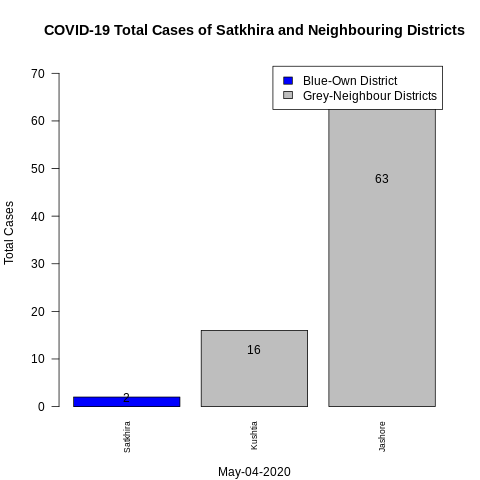 COVID-19 Total Cases of Satkhira and Neighbouring Districts
Blue-Own District
Grey-Neighbour Districts
Total Cases
70
60
50
40
30
20
10
0
2
16
63
Satkhira
Kushtia
Jashore
May-04-2020